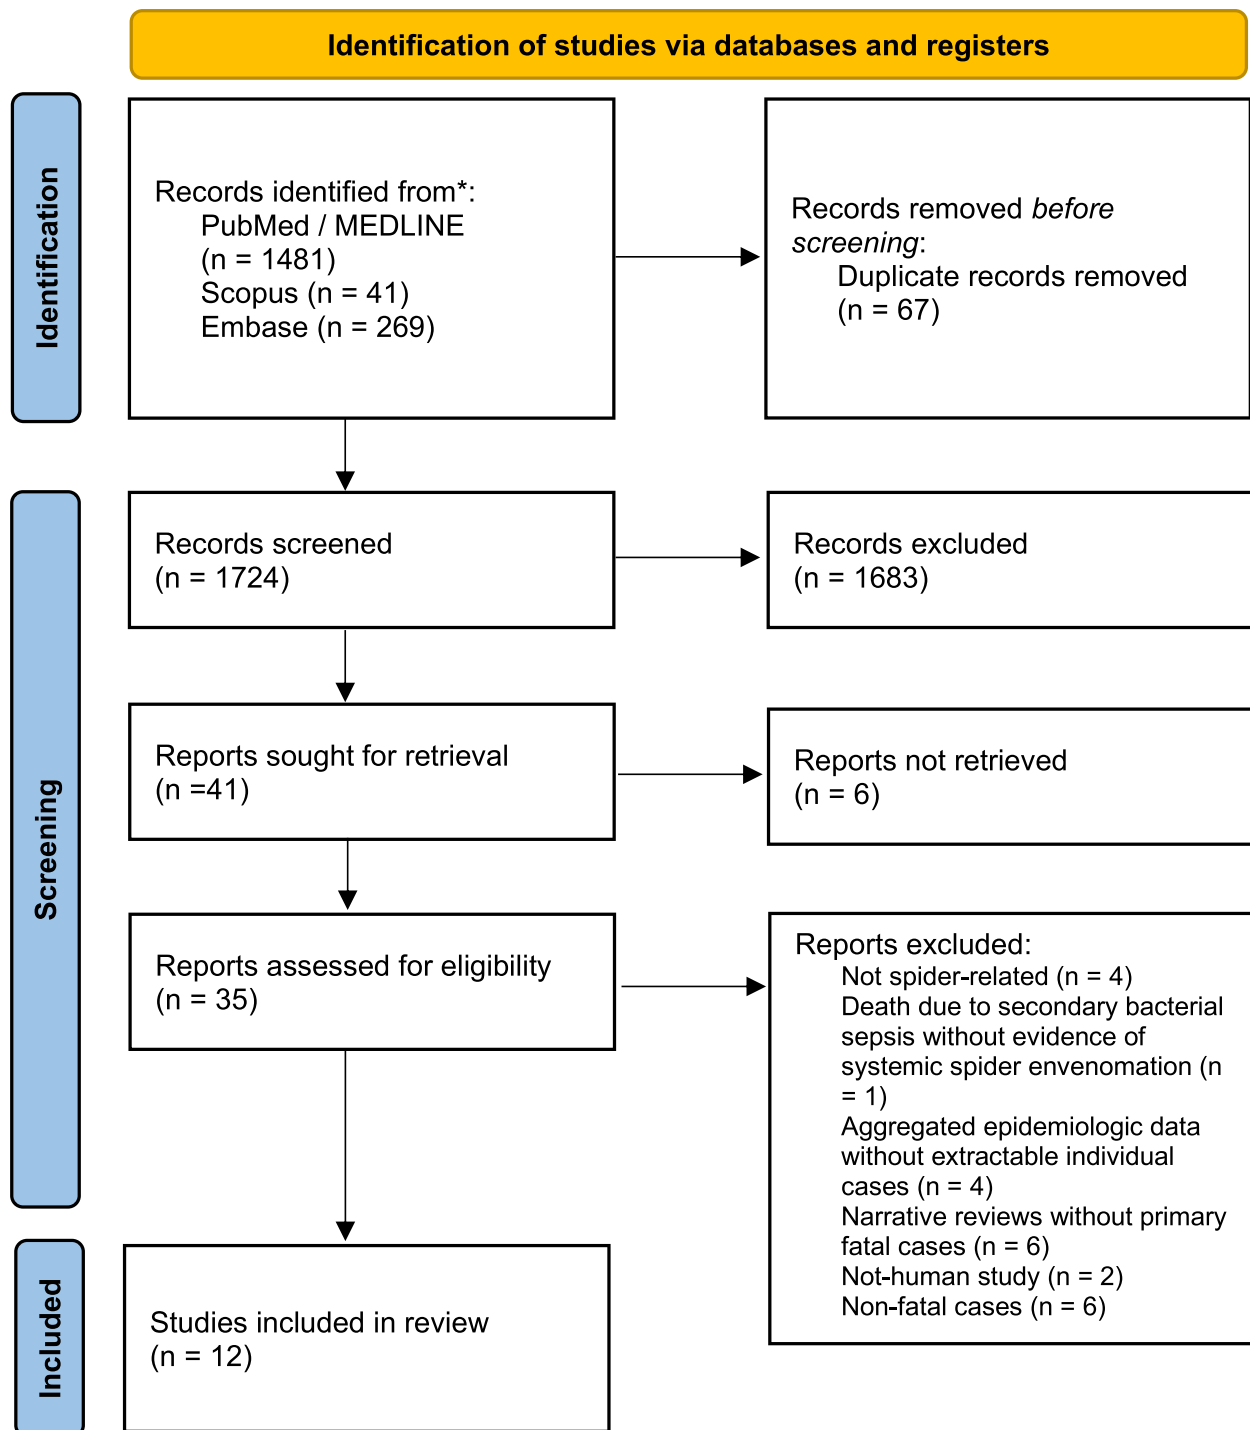 Identification of studies via databases and registers
Identification
Records identified from*:
PubMed / MEDLINE
(n = 1481)
Scopus (n = 41)
Embase (n = 269)
Records removed before
screening:
Duplicate records removed
(n = 67)
Screening
Records screened
(n = 1724)
Records excluded
(n = 1683)
Reports sought for retrieval
(n =41)
Reports not retrieved
(n = 6)
Reports assessed for eligibility
(n = 35)
Reports excluded:
Not spider-related (n = 4)
Death due to secondary bacterial
sepsis without evidence of
systemic spider envenomation (n
= 1)
Aggregated epidemiologic data
without extractable individual
cases (n = 4)
Narrative reviews without primary
fatal cases (n = 6)
Not-human study (n = 2)
Non-fatal cases (n = 6)
Included
Studies included in review
(n = 12)